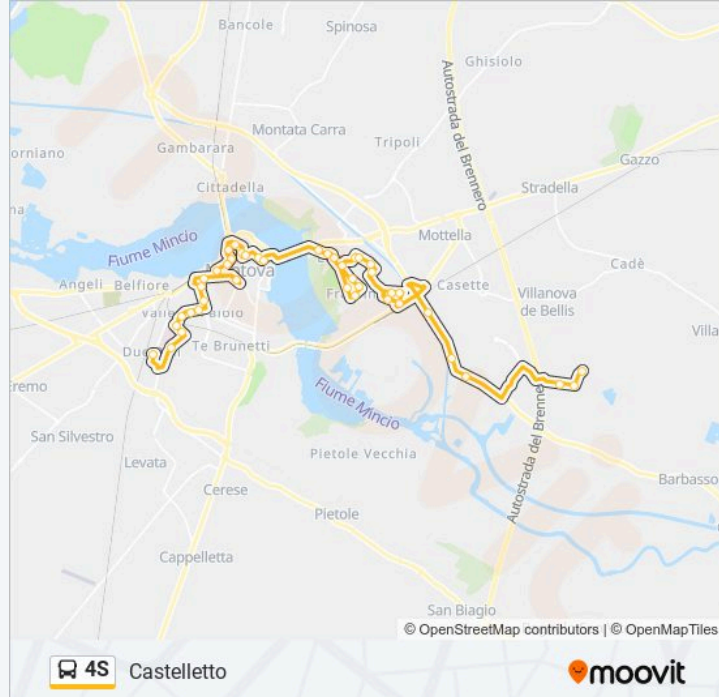 Bancole
Spinosa
Ghisiolo
Autostrada del Brennero
Montata Carra
Tripoli
orniano
Gambarara
Gazzo
Cittadella
Stradella
na
Mottella
Fiume Mincio
Cadè
Angeli
Belfiore
Casette
Villanova
de Bellis
Te Brunetti
Villa
Fiume Mincio
remo
San Silvestro
Pietole Vecchia
Levata
Autostrada del Brennero
Barbasso
Cerese
Pietole
Cappelletta
San Biagio
© OpenStreetMap contributors | © OpenMapTiles
4S
Castelletto
moovit